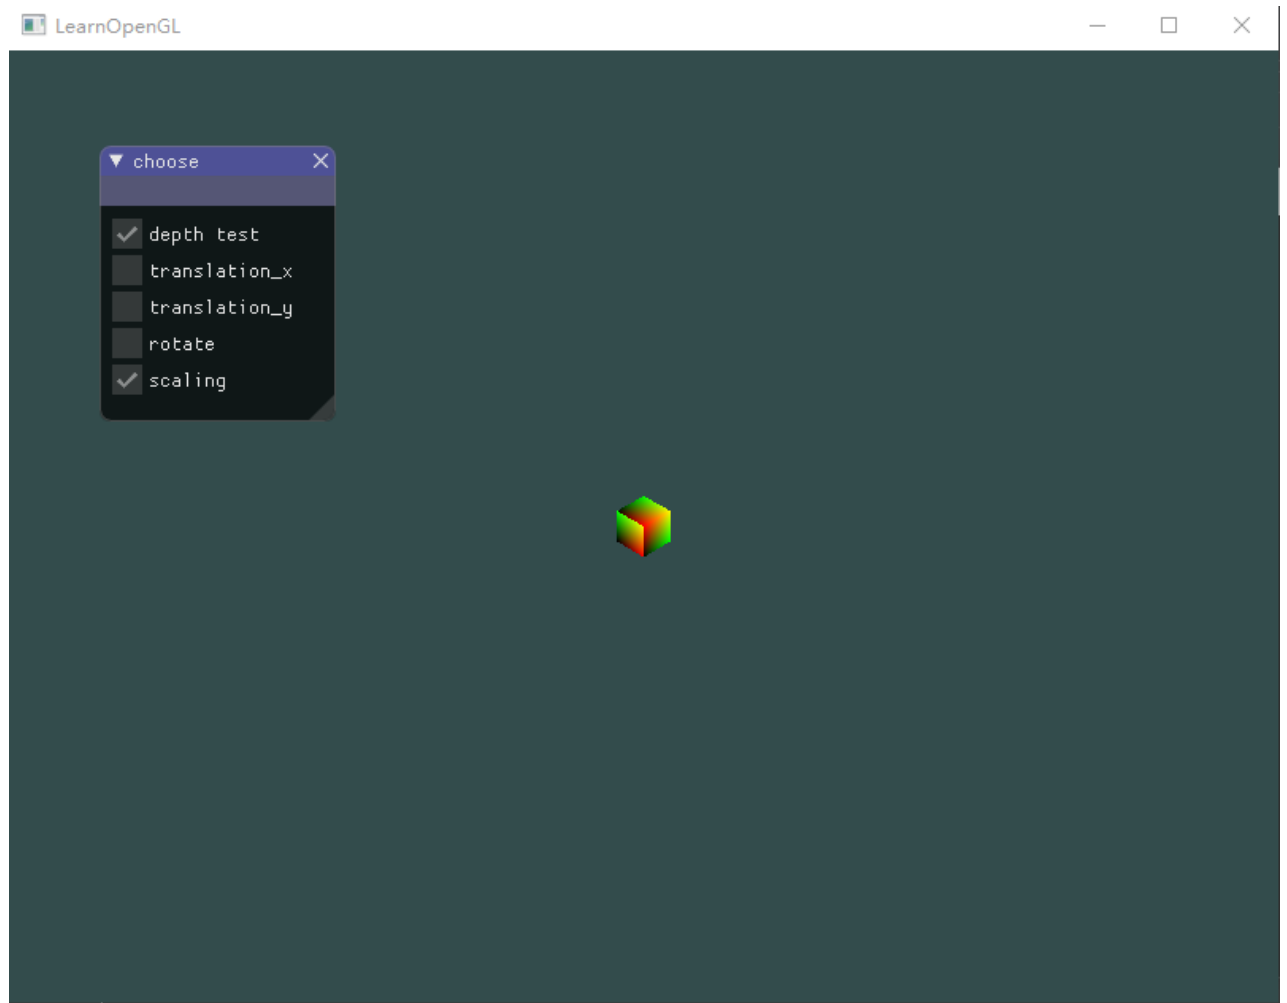 LearnOpenGL
choose
depth test
translation_x
translation_y
rotate
scaling